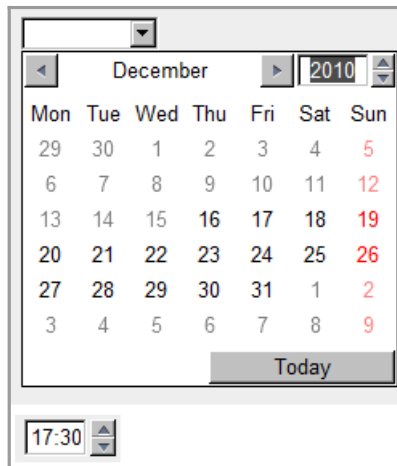 December 2010
Mon Tue Wed Thu Fri Sat Sun
29 30 1 2 3 4 5
6 7 8 9 10 11 12
13 14 15 16 17 18 19
20 21 22 23 24 25 26
27 28 29 30 31 1 2
3 4 5 6 7 8 9
Today
17:30